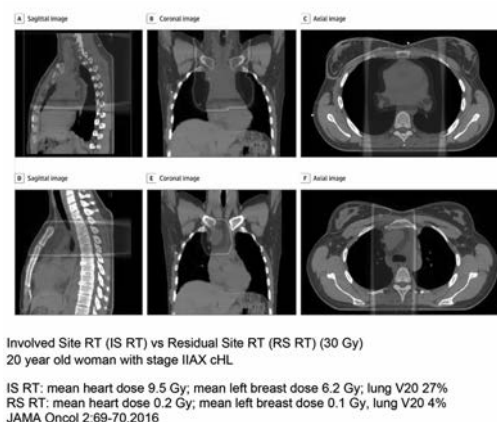 A Sagittal image
B Coronal image
C Axial image
D Sagittal image
E Coronal image
F Axial image
Involved Site RT (IS RT) vs Residual Site RT (RS RT) (30 Gy)
20 year old woman with stage IIAX cHL
IS RT: mean heart dose 9.5 Gy; mean left breast dose 6.2 Gy; lung V20 27%
RS RT: mean heart dose 0.2 Gy; mean left breast dose 0.1 Gy, lung V20 4%
JAMA Oncol 2:69-70.2016